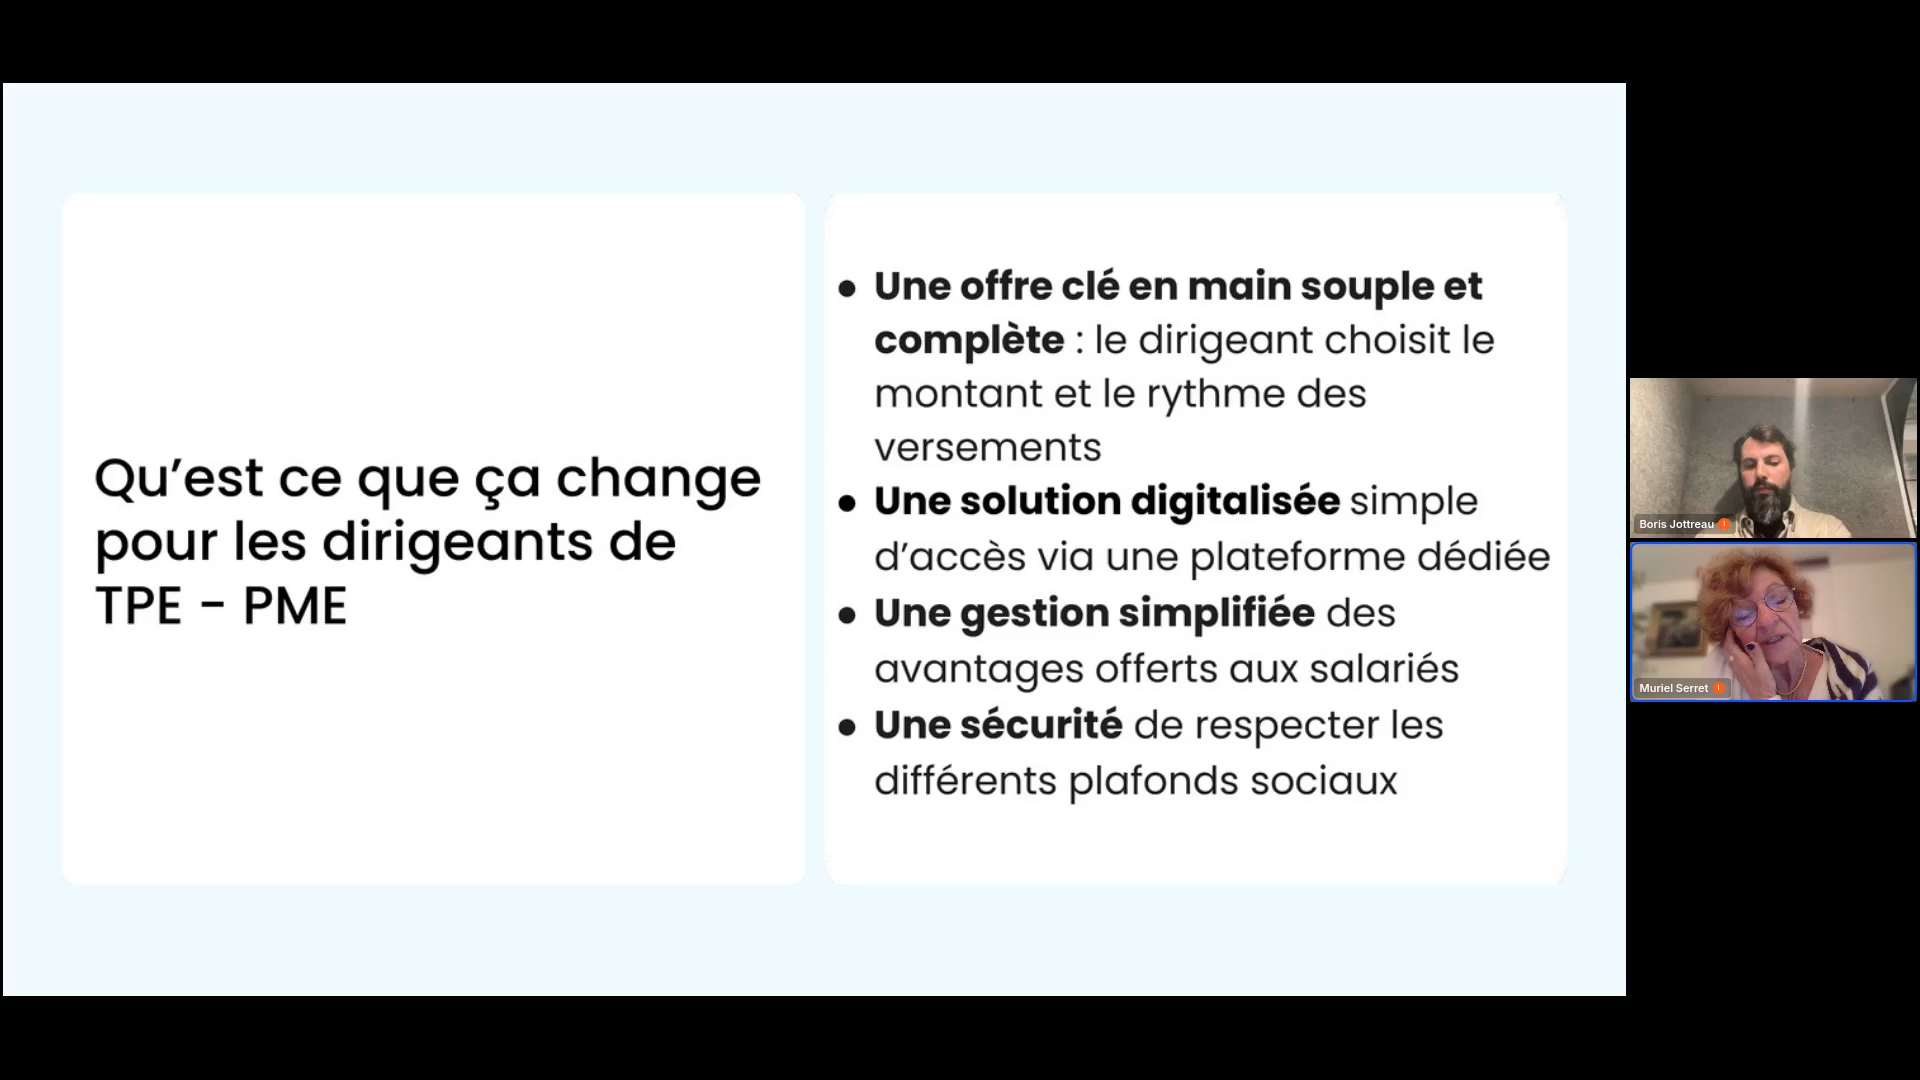 Qu’est ce que ça change
pour les dirigeants de
TPE - PME
● Une offre clé en main souple et
complète : le dirigeant choisit le
montant et le rythme des
versements
● Une solution digitalisée simple
d’accès via une plateforme dédiée
● Une gestion simplifiée des
avantages offerts aux salariés
● Une sécurité de respecter les
différents plafonds sociaux
Boris Jottreau
Muriel Serret